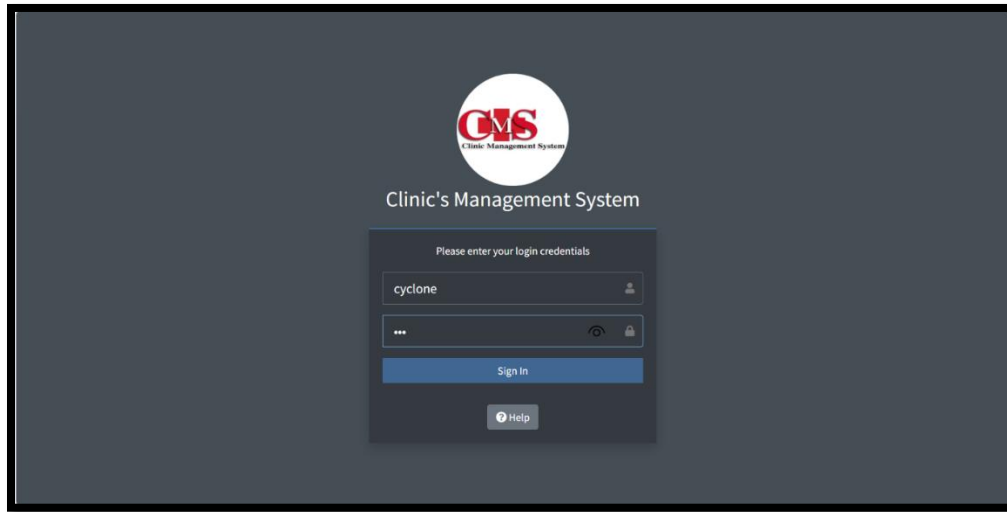 CMS
Clinic Management System
Clinic's Management System
Please enter your login credentials
cyclone
•••
Sign In
Help